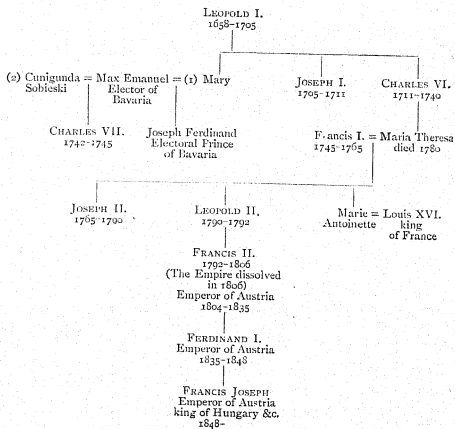 LEOPOLD I.
1658-1705
(2) Cunigunda = Max Emanuel = (1) Mary
Sobieski
Elector of
Bavaria
JOSEPH I.
1705-1711
CHARLES VI.
1711-1740
CHARLES VII.
1742-1745
Joseph Ferdinand
Electoral Prince
of Bavaria
Francis I. = Maria Theresa
1745-1765
died 1780
JOSEPH II.
1765-1790
LEOPOLD II.
1790-1792
Marie = Louis XVI.
Antoinette
king
of France
FRANCIS II.
1792-1806
(The Empire dissolved
in 1806)
Emperor of Austria
1804-1835
FERDINAND I.
Emperor of Austria
1835-1848
FRANCIS JOSEPH
Emperor of Austria
king of Hungary &c.
1848-